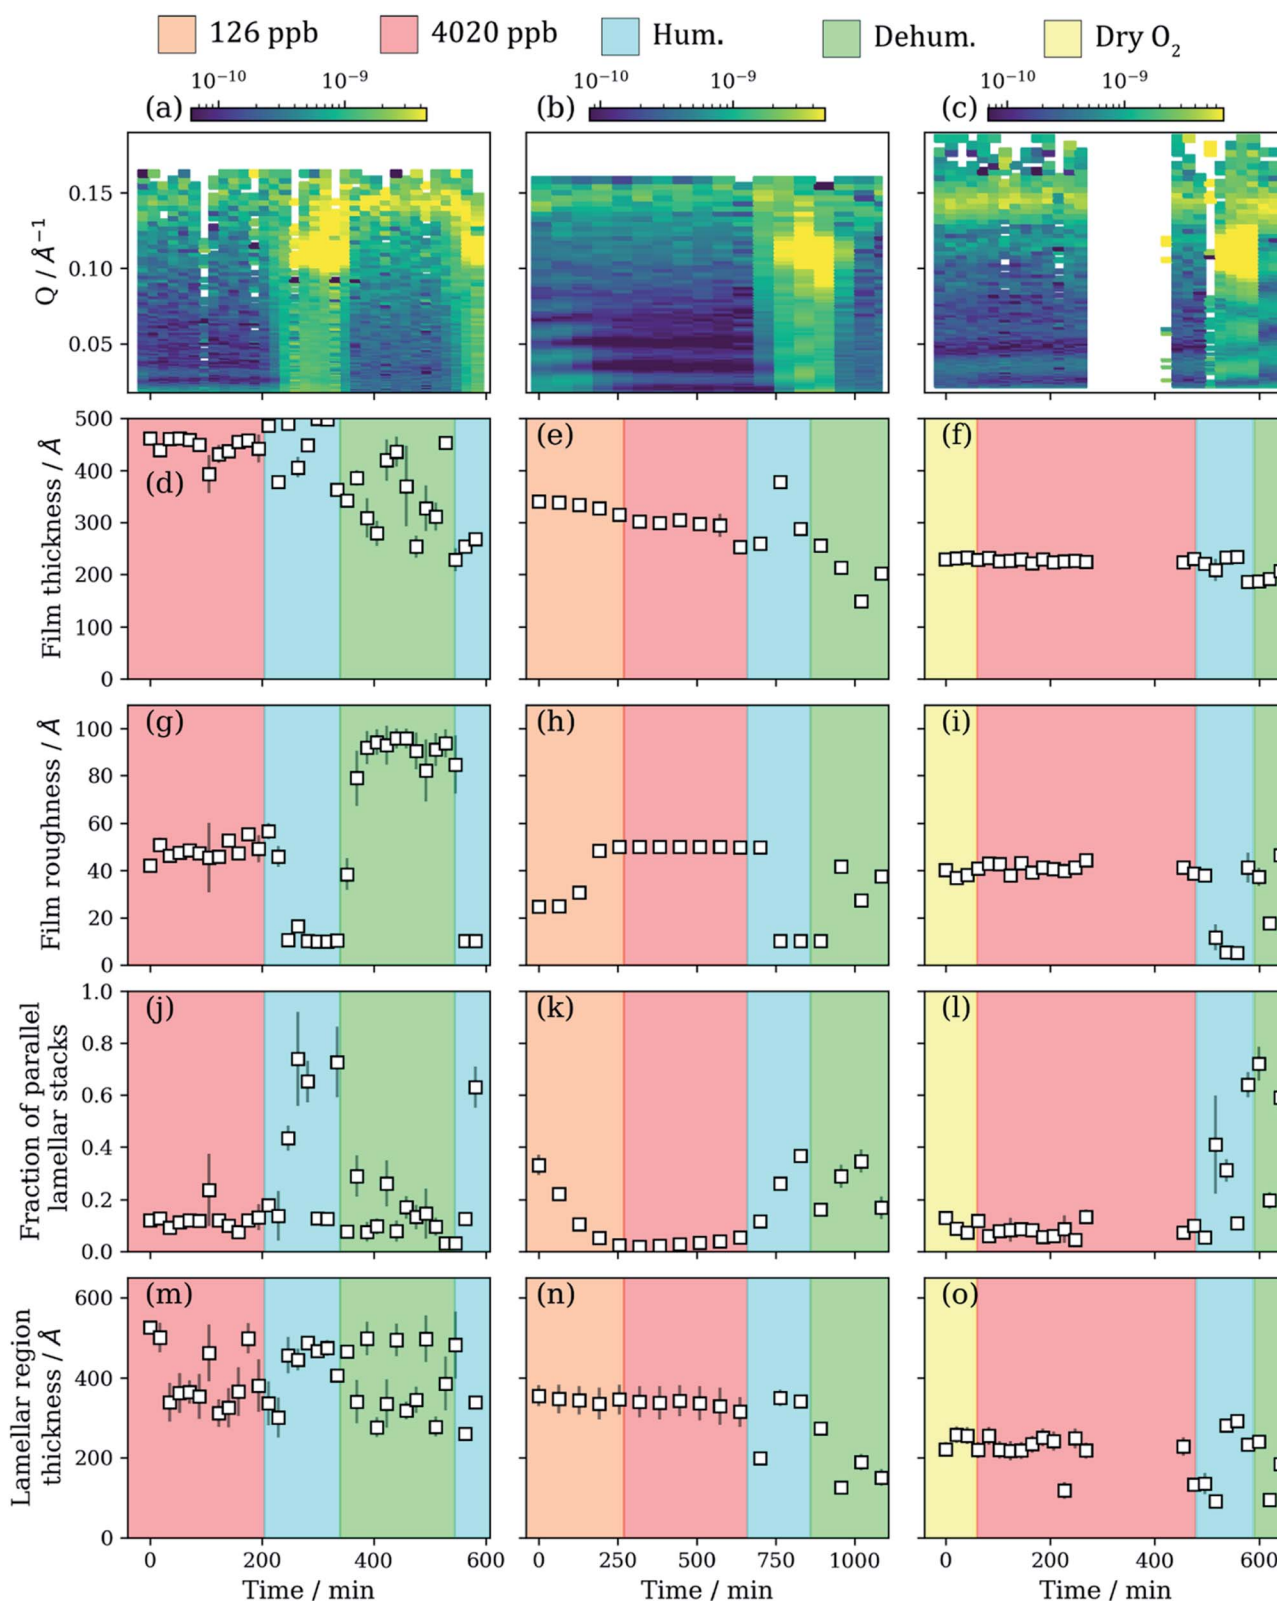 126 ppb 4020 ppb Hum. Dehum. Dry O₂
10⁻¹⁰ 10⁻⁹ 10⁻¹⁰ 10⁻⁹ 10⁻¹⁰ 10⁻⁹
(a) (b) (c)
Q / Å⁻¹
0.15
0.10
0.05
Film thickness / Å
500
400
300
200
100
0
(d) (e) (f)
Film roughness / Å
100
80
60
40
20
0
(g) (h) (i)
Fraction of parallel
lamellar stacks
1.0
0.8
0.6
0.4
0.2
0.0
(j) (k) (l)
Lamellar region
thickness / Å
600
400
200
0
(m) (n) (o)
0 200 400 600 0 250 500 750 1000 0 200 400 600
Time / min Time / min Time / min